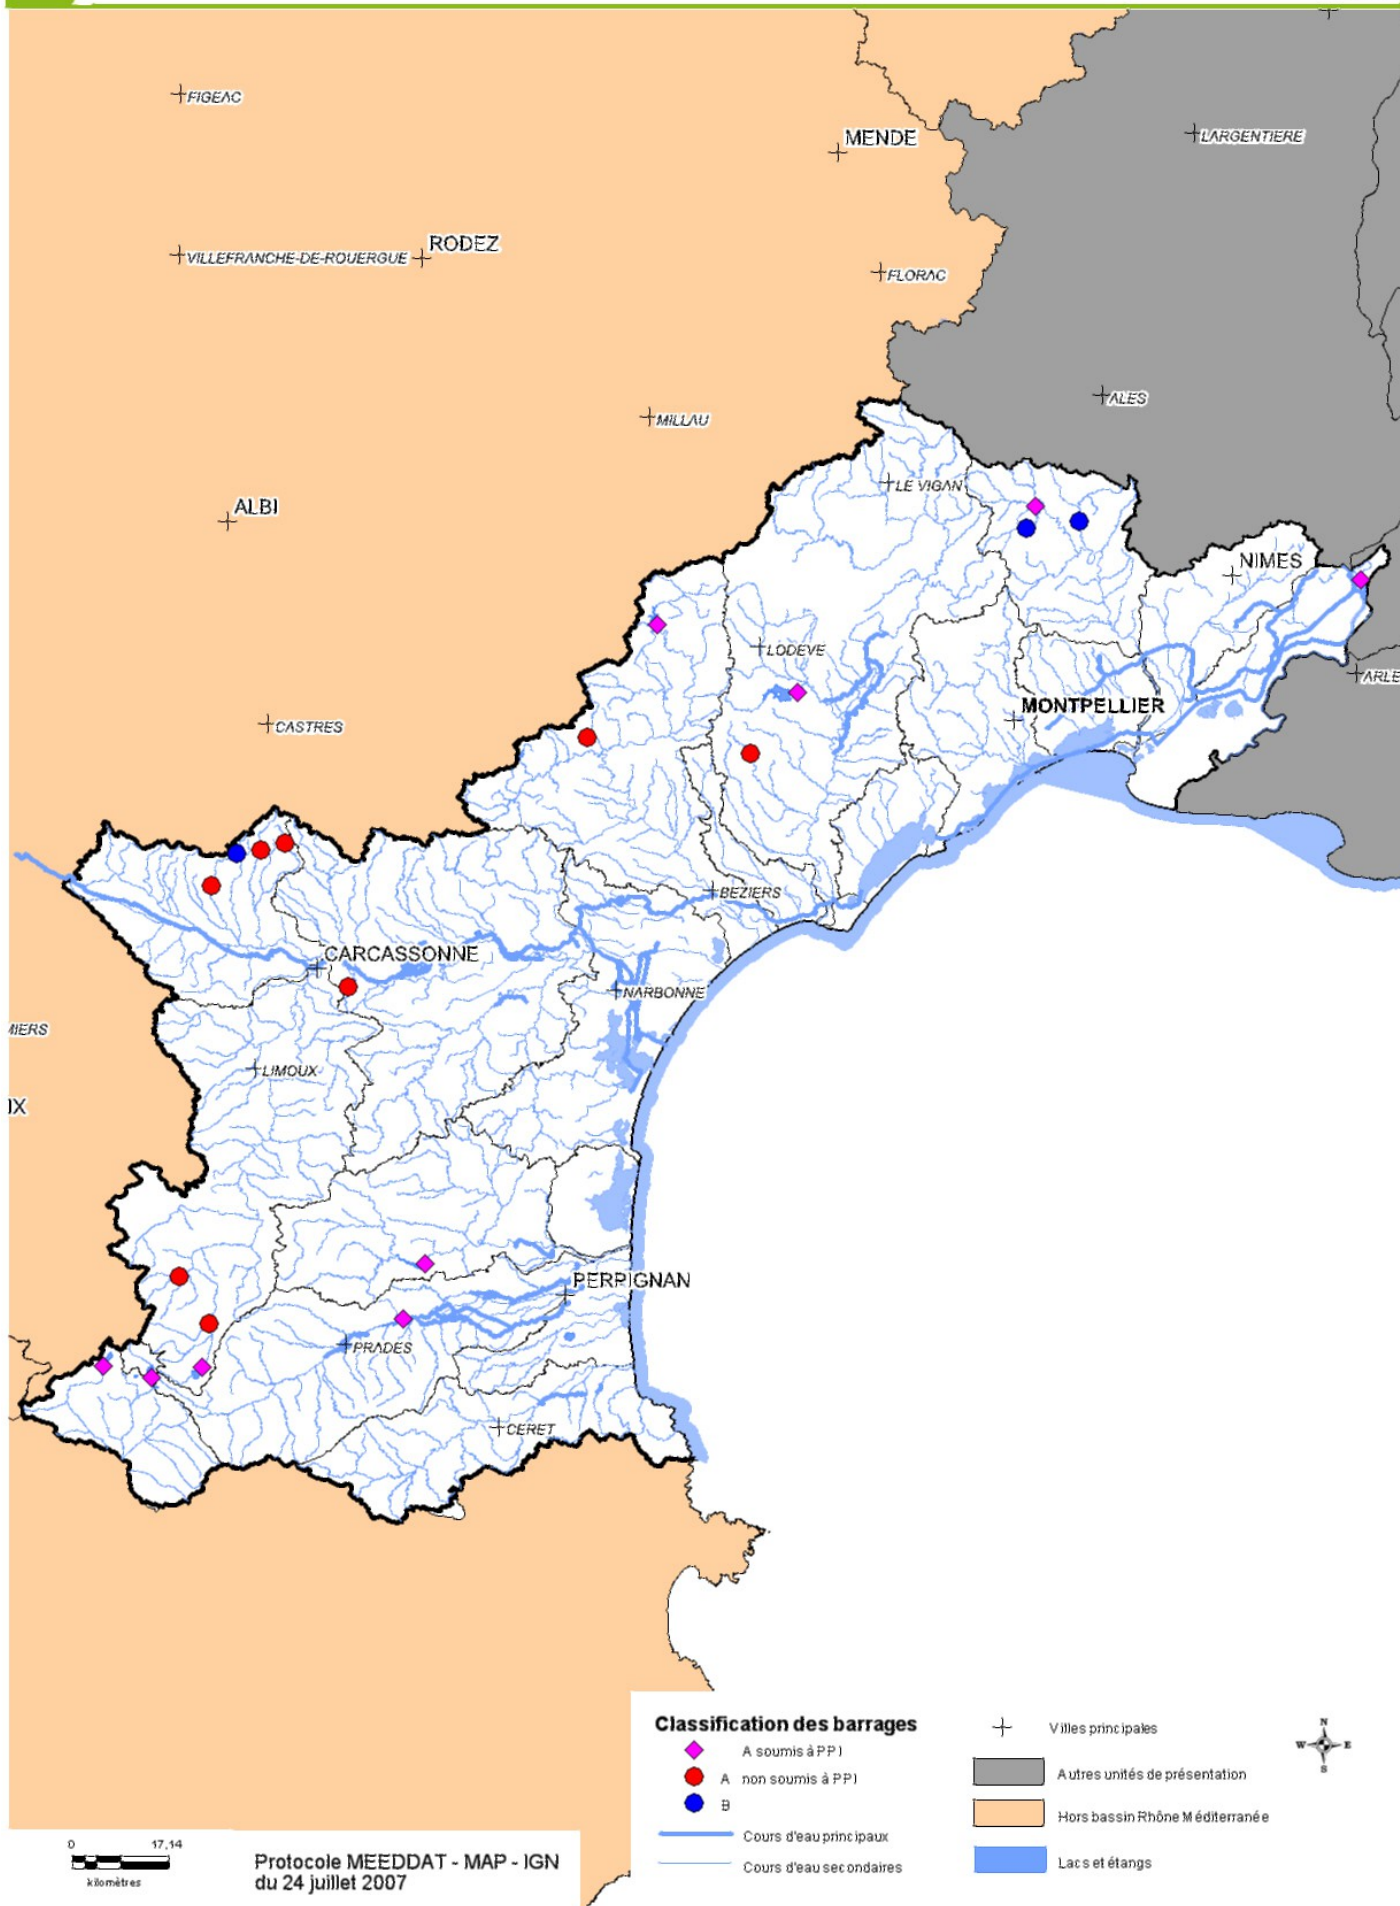 FIGEAC
MENDE
LARGENTIERE
RODEZ
VILLEFRANCHE-DE-ROUERGUE
FLORAC
ALES
MILLAU
LE VIGAN
ALBI
NIMES
LODEVE
ARLE
MONTPELLIER
CASTRES
BEZIERS
CARCASSONNE
NARBONNE
MIERS
LIMOUX
IX
PERPIGNAN
PRADES
CERET
Classification des barrages
A soumis à PPI
A non soumis à PPI
B
Cours d'eau principaux
Cours d'eau secondaires
Villes principales
Autres unités de présentation
Hors bassin Rhône Méditerranée
Lacs et étangs
N
W E
S
0 17,14
kilomètres
Protocole MEEDDAT - MAP - IGN
du 24 juillet 2007